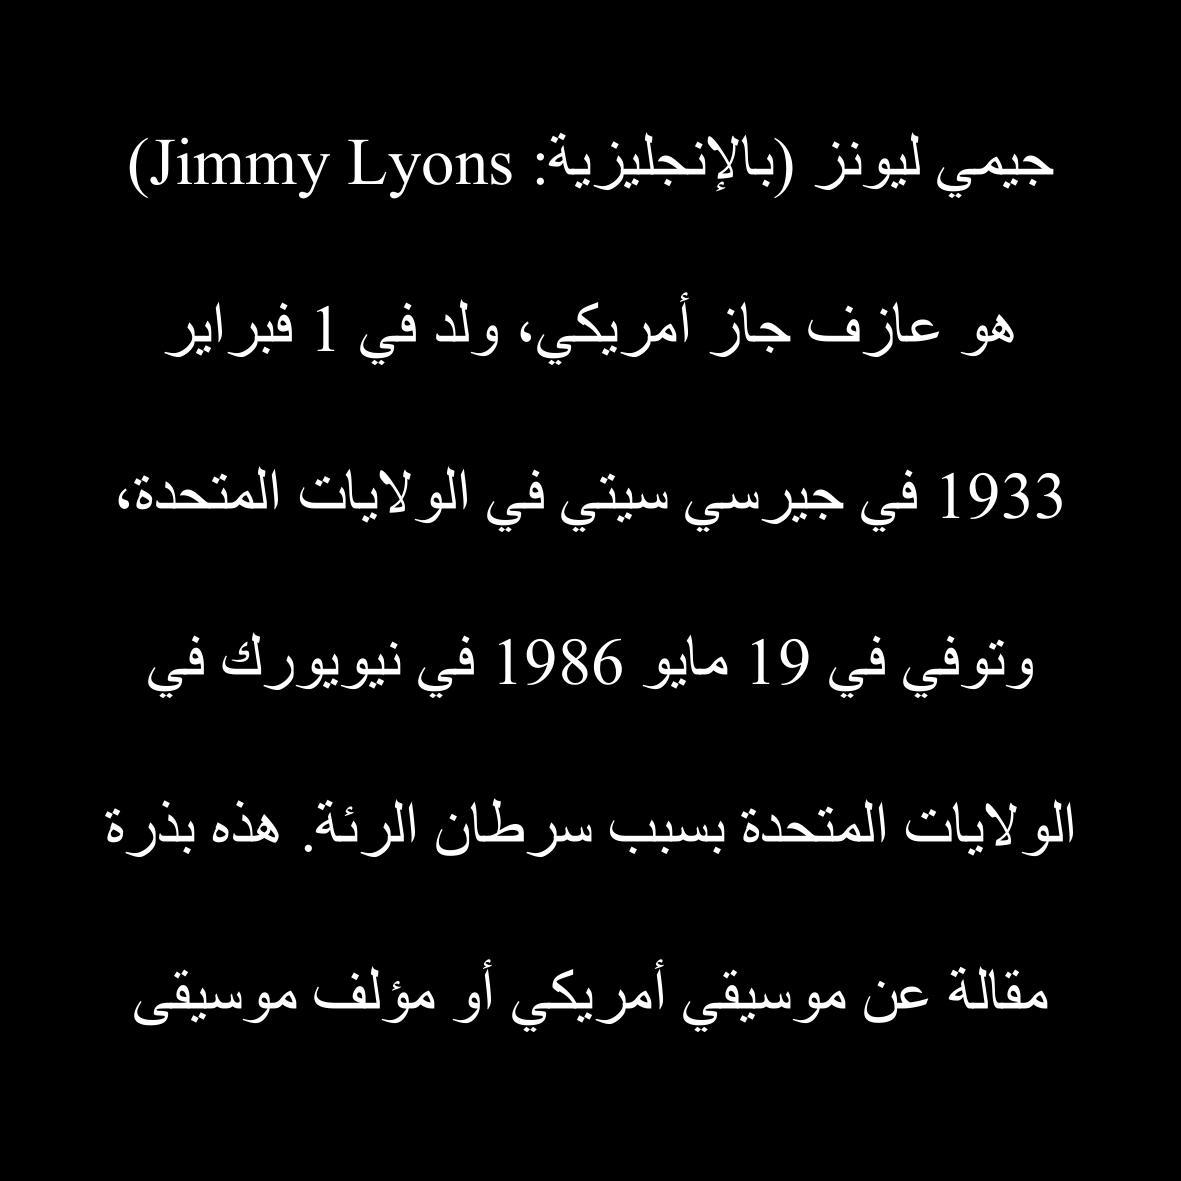 جيمي ليونز (بالإنجليزية: Jimmy Lyons)
هو عازف جاز أمريكي، ولد في 1 فبراير
1933 في جيرسي سيتي في الولايات المتحدة،
وتوفي في 19 مايو 1986 في نيويورك في
الولايات المتحدة بسبب سرطان الرئة. هذه بذرة
مقالة عن موسيقي أمريكي أو مؤلف موسيقى